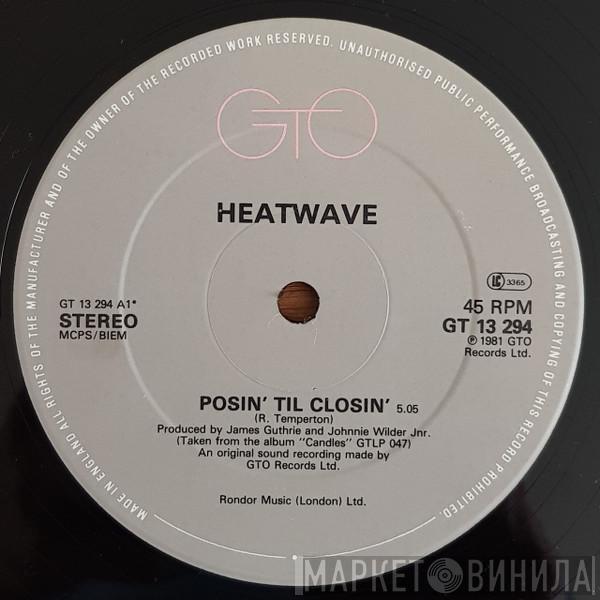 MADE IN ENGLAND ALL RIGHTS OF THE MANUFACTURER AND OF THE OWNER OF THE RECORDED WORK RESERVED. UNAUTHORISED PUBLIC PERFORMANCE BROADCASTING AND COPYING OF THIS RECORD PROHIBITED.
GTO
HEATWAVE
LC 3365
GT 13 294 A1*
STEREO
MCPS/BIEM
45 RPM
GT 13 294
℗ 1981 GTO
Records Ltd.
POSIN' TIL CLOSIN' 5.05
(R. Temperton)
Produced by James Guthrie and Johnnie Wilder Jnr.
(Taken from the album "Candles" GTLP 047)
An original sound recording made by
GTO Records Ltd.
Rondor Music (London) Ltd.
МАРКЕТ ВИНИЛА